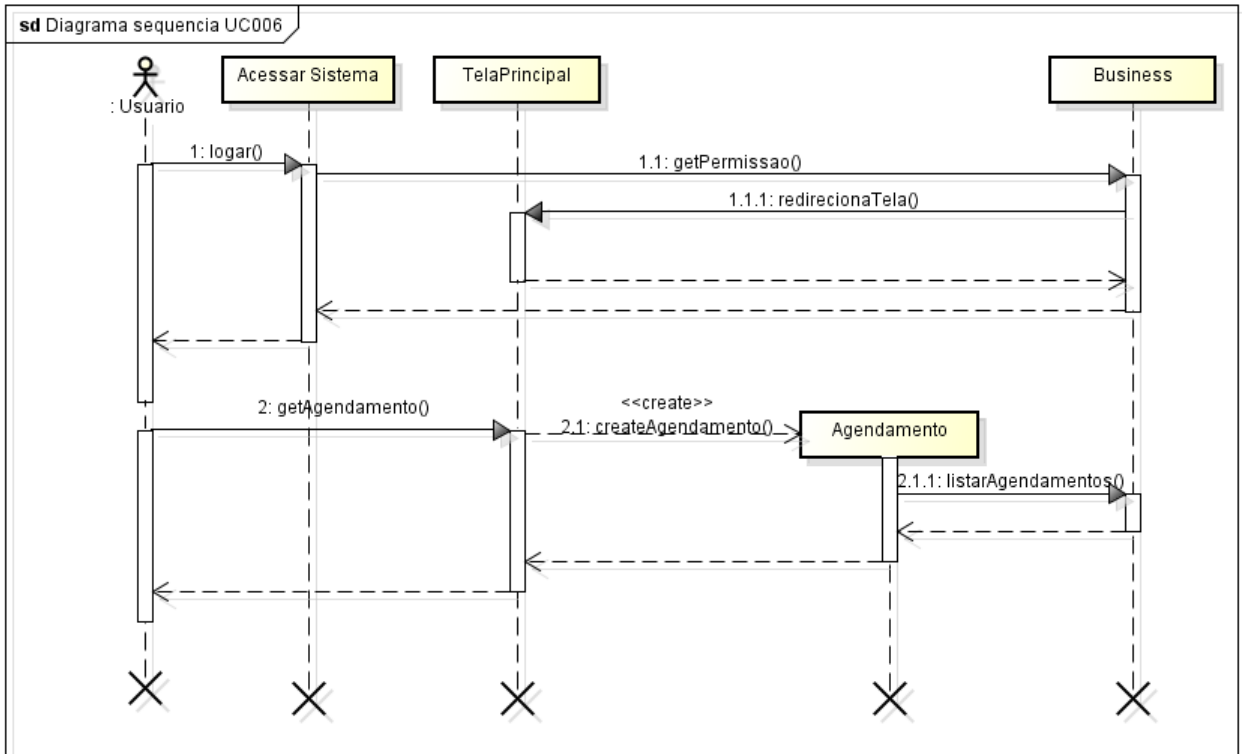 sd Diagrama sequencia UC006
: Usuario
Acessar Sistema
TelaPrincipal
Business
1: logar()
1.1: getPermissao()
1.1.1: redirecionaTela()
2: getAgendamento()
<<create>>
2.1: createAgendamento()
Agendamento
2.1.1: listarAgendamentos()